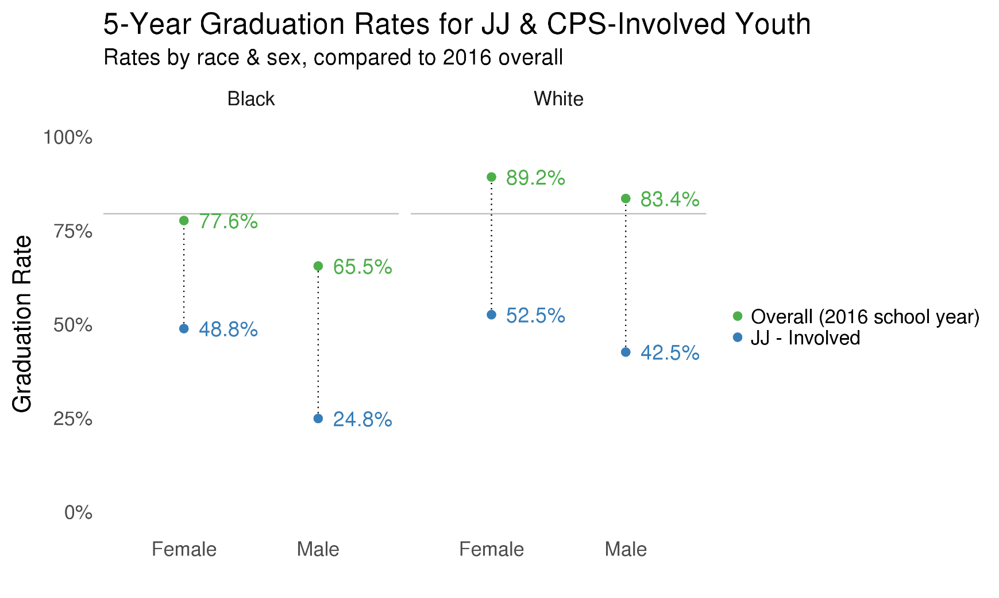 5-Year Graduation Rates for JJ & CPS-Involved Youth
Rates by race & sex, compared to 2016 overall
Black
White
Graduation Rate
100%
75%
50%
25%
0%
77.6%
48.8%
65.5%
24.8%
89.2%
52.5%
83.4%
42.5%
Female
Male
Female
Male
Overall (2016 school year)
JJ - Involved